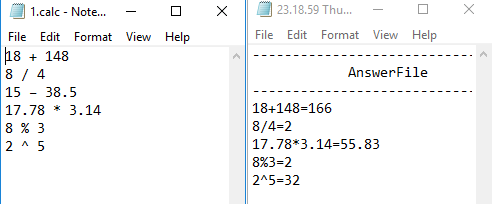 1.calc - Note...
File Edit Format View Help
18 + 148
8 / 4
15 - 38.5
17.78 * 3.14
8 % 3
2 ^ 5
23.18.59 Thu...
File Edit Format View Help
------------------------------
AnswerFile
------------------------------
18+148=166
8/4=2
17.78*3.14=55.83
8%3=2
2^5=32